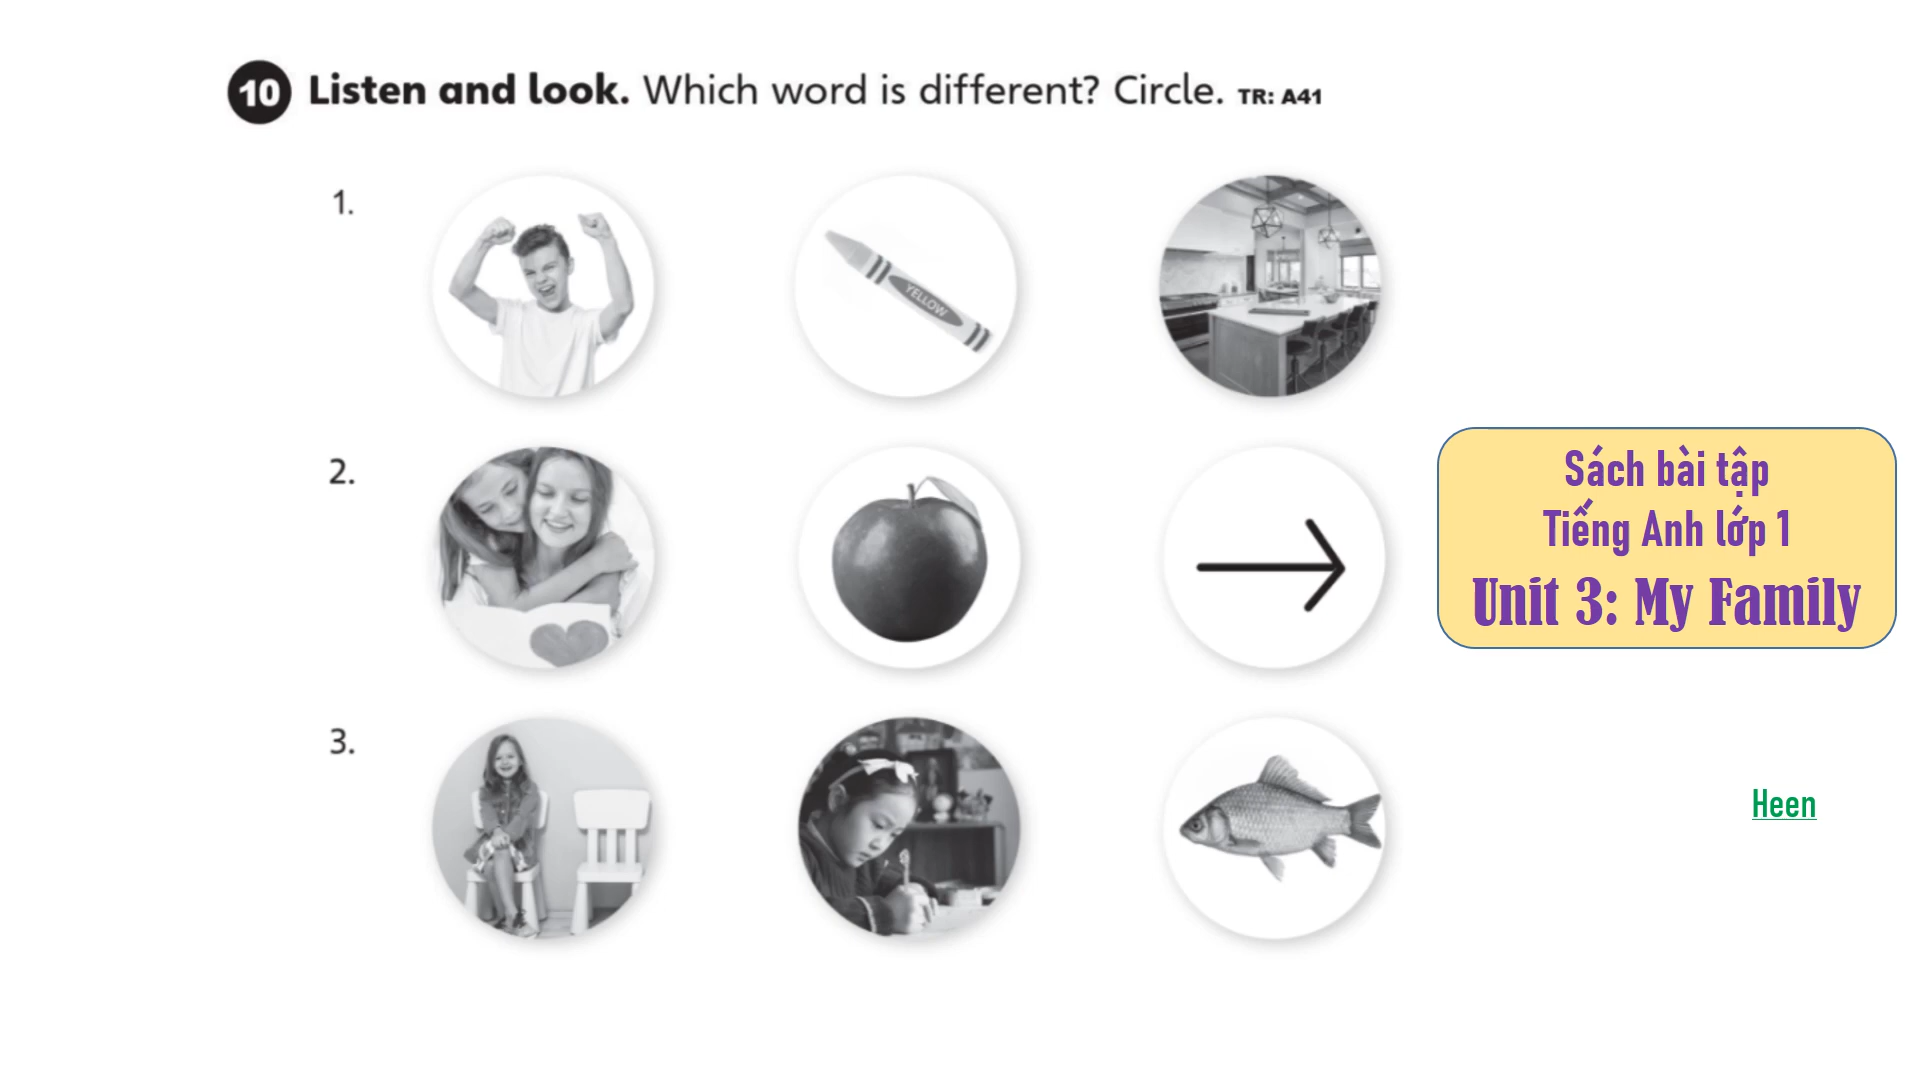 10 Listen and look. Which word is different? Circle. TR: A41
1.
YELLOW
2.
3.
Sách bài tập
Tiếng Anh lớp 1
Unit 3: My Family
Heen